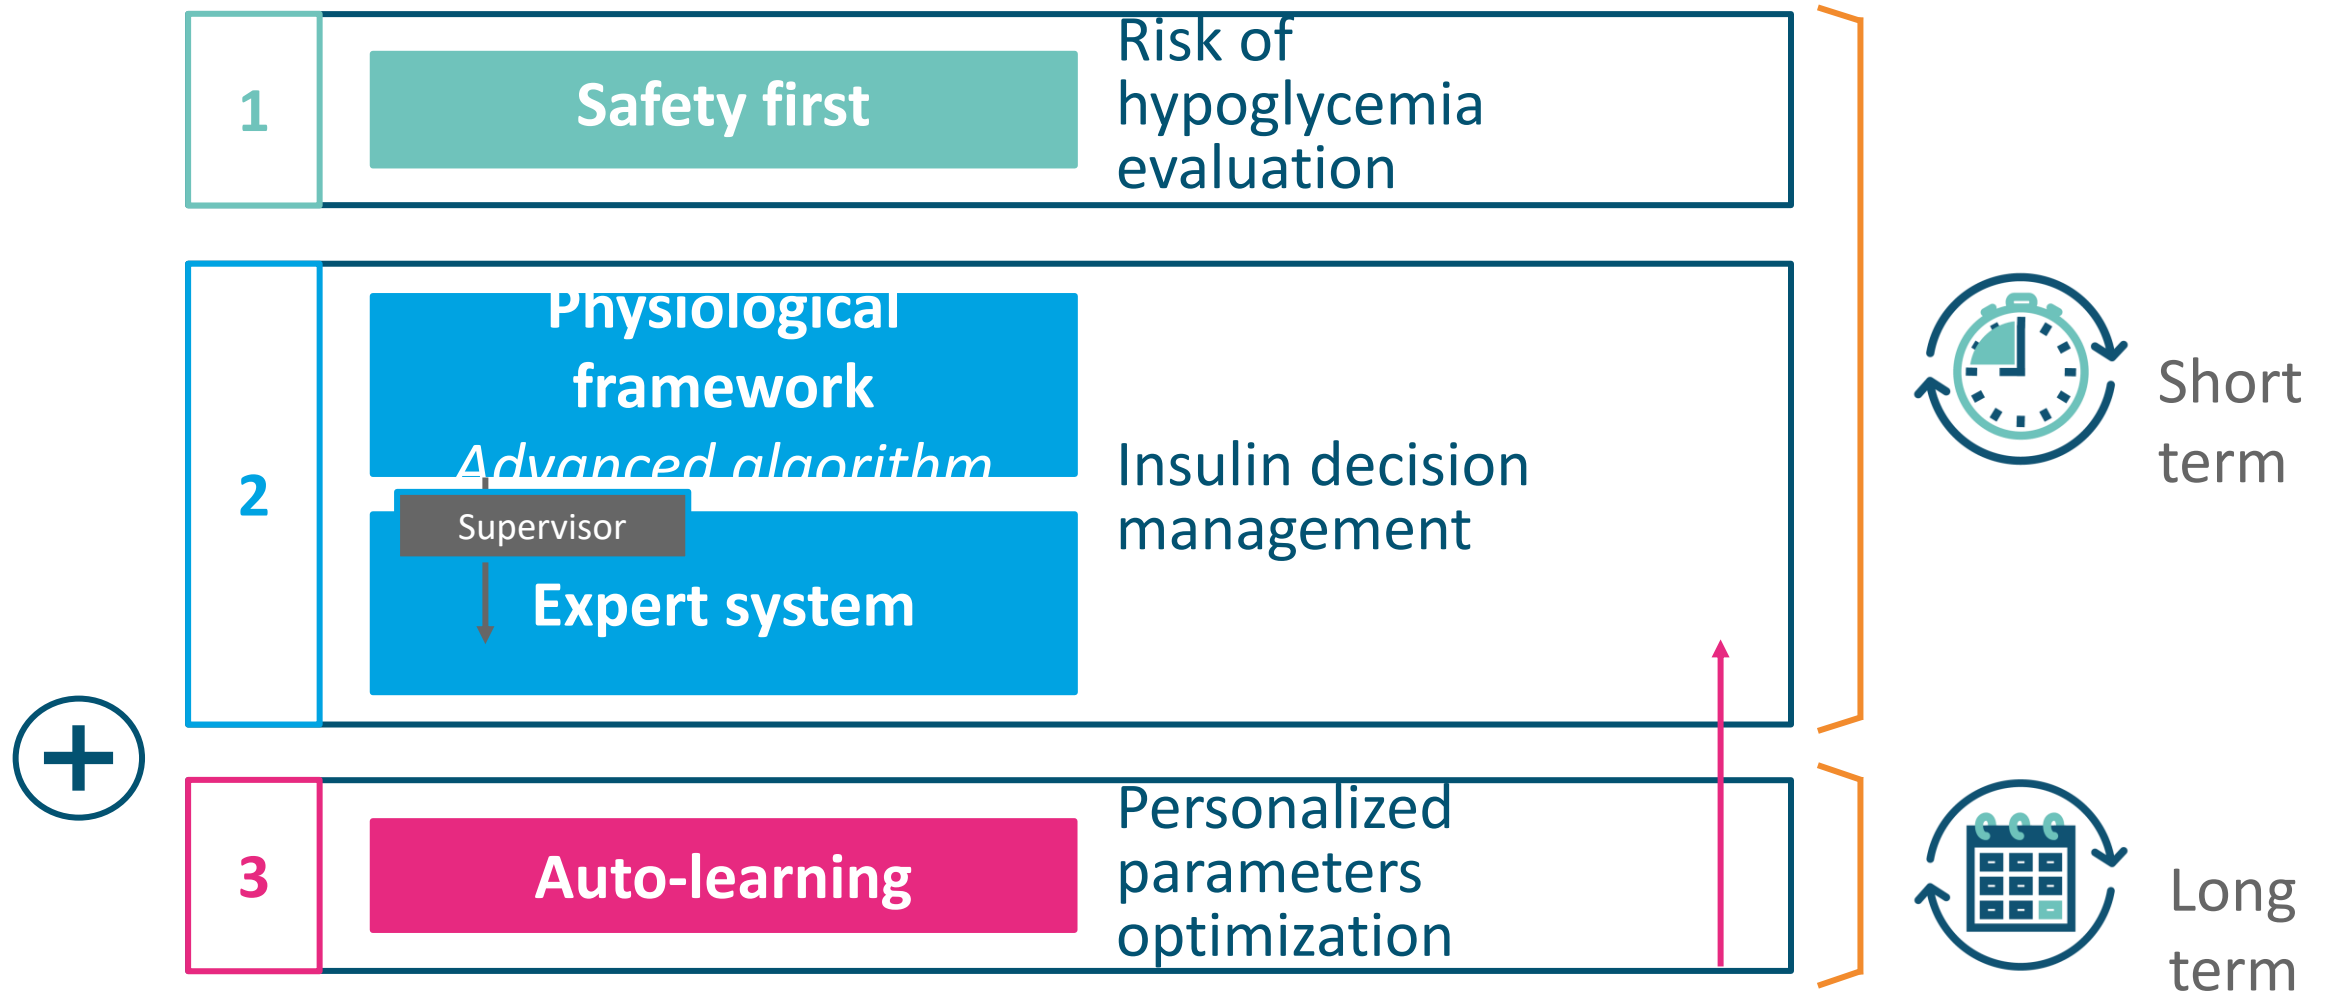 1
Safety first
Risk of
hypoglycemia
evaluation
2
Physiological
framework
Advanced algorithm
Supervisor
Expert system
Insulin decision
management
Short
term
3
Auto-learning
Personalized
parameters
optimization
Long
term